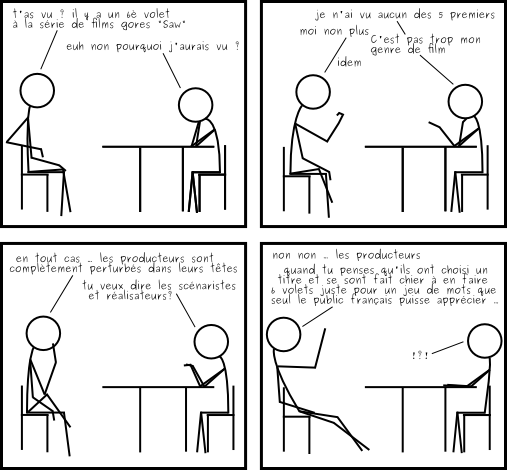 t'as vu ? il y a un 6è volet
à la série de films gores "Saw"
euh non pourquoi j'aurais vu ?
je n'ai vu aucun des 5 premiers
moi non plus
C'est pas trop mon
genre de film
idem
en tout cas ... les producteurs sont
complètement perturbés dans leurs têtes
tu veux dire les scénaristes
et réalisateurs?
non non ... les producteurs
quand tu penses qu'ils ont choisi un
titre et se sont fait chier à en faire
6 volets juste pour un jeu de mots que
seul le public français puisse apprécier ...
!?!